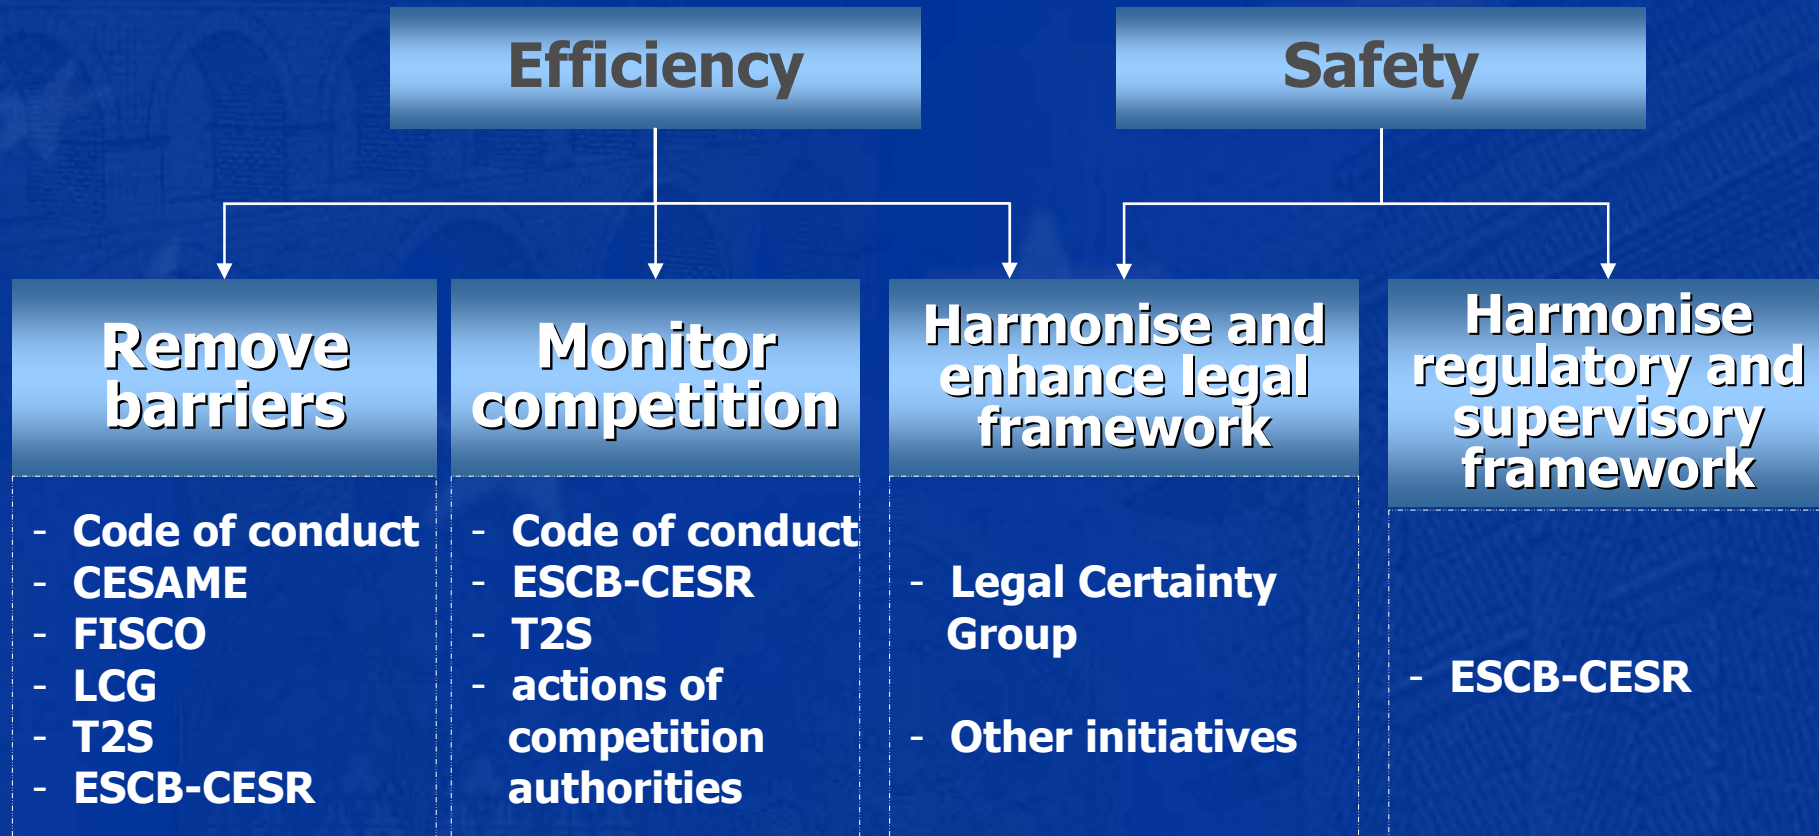 Efficiency
Safety
Remove
barriers
Monitor
competition
Harmonise and
enhance legal
framework
Harmonise
regulatory and
supervisory
framework
- Code of conduct
- CESAME
- FISCO
- LCG
- T2S
- ESCB-CESR
- Code of conduct
- ESCB-CESR
- T2S
- actions of
competition
authorities
- Legal Certainty
Group
- Other initiatives
- ESCB-CESR